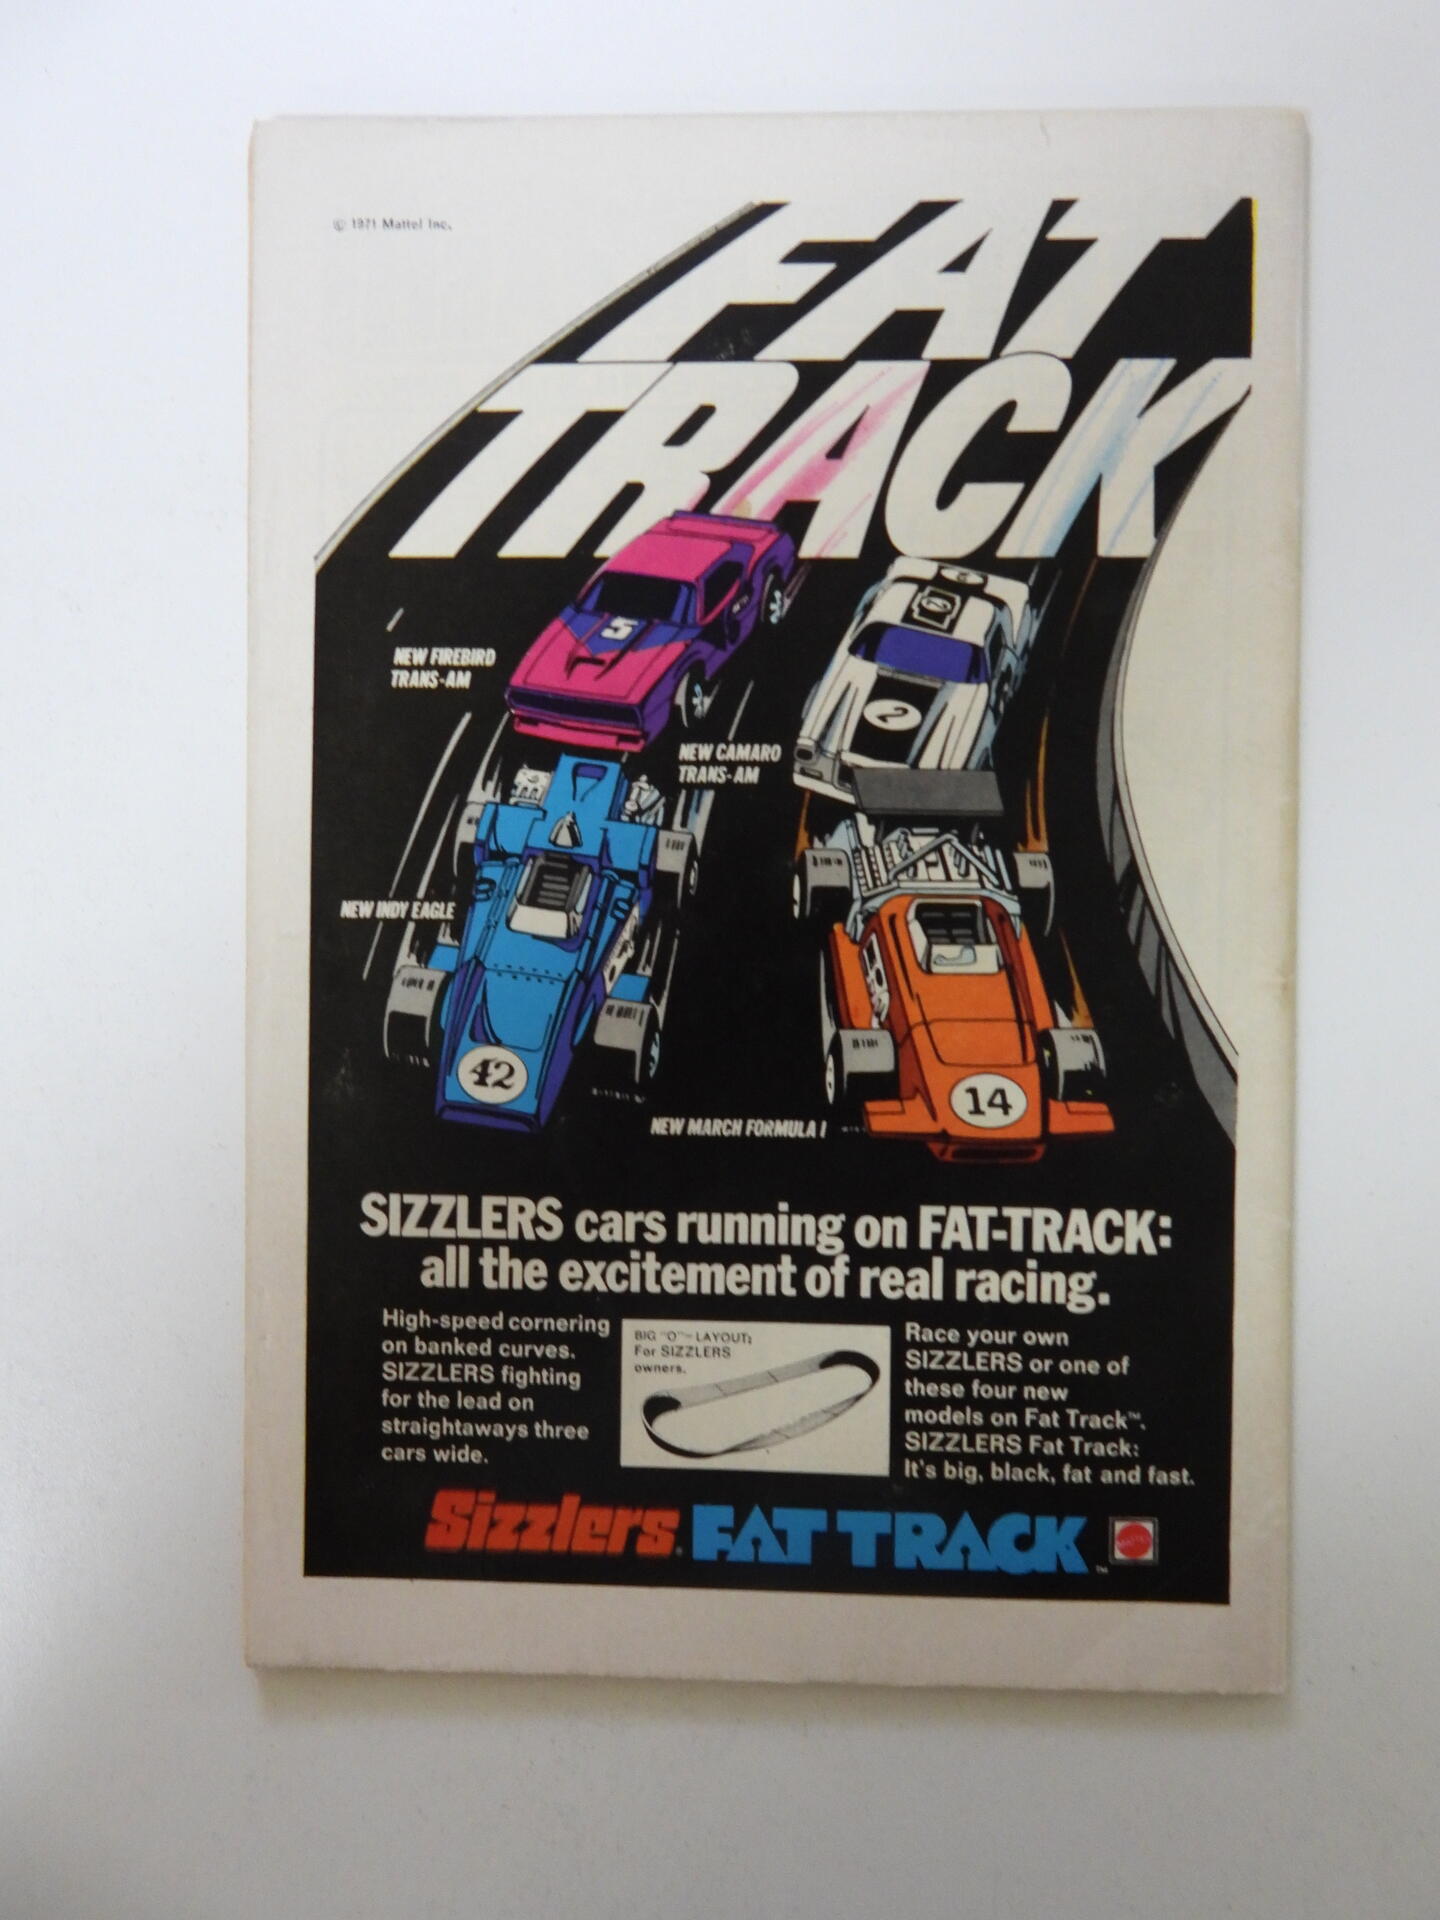 © 1971 Mattel Inc.
FAT
TRACK
5
2
NEW FIREBIRD
TRANS-AM
NEW CAMARO
TRANS-AM
NEW INDY EAGLE
42
14
NEW MARCH FORMULA I
SIZZLERS cars running on FAT-TRACK:
all the excitement of real racing.
High-speed cornering
on banked curves.
SIZZLERS fighting
for the lead on
straightaways three
cars wide.
BIG "O"-LAYOUT:
For SIZZLERS
owners.
Race your own
SIZZLERS or one of
these four new
models on Fat Track™.
SIZZLERS Fat Track:
It's big, black, fat and fast.
Sizzlers® FAT TRACK™
MATTEL